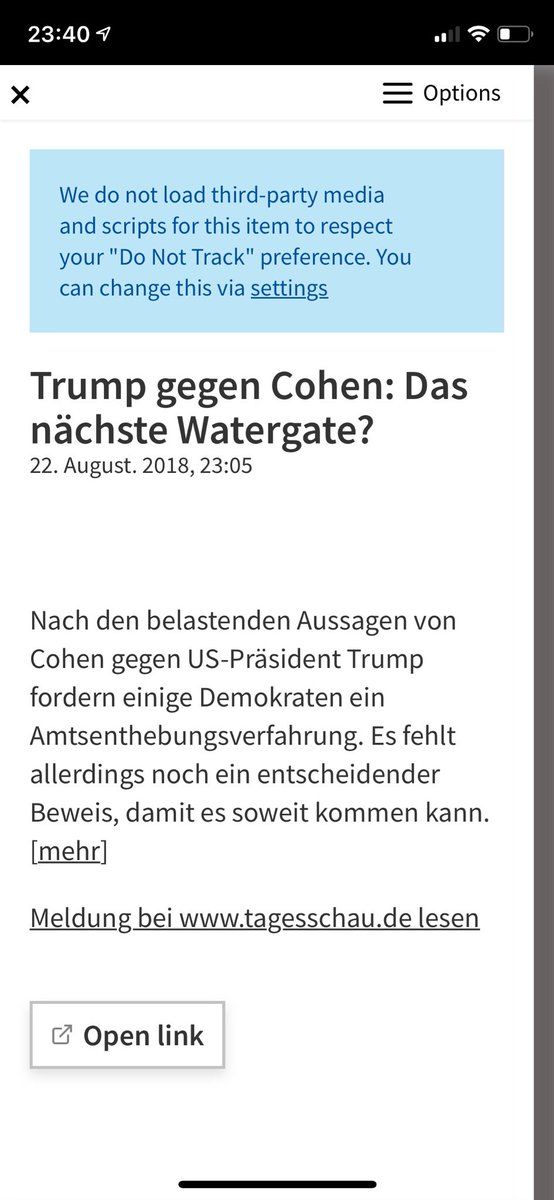 23:40
Options
We do not load third-party media
and scripts for this item to respect
your "Do Not Track" preference. You
can change this via settings
Trump gegen Cohen: Das
nächste Watergate?
22. August. 2018, 23:05
Nach den belastenden Aussagen von
Cohen gegen US-Präsident Trump
fordern einige Demokraten ein
Amtsenthebungsverfahrung. Es fehlt
allerdings noch ein entscheidender
Beweis, damit es soweit kommen kann.
[mehr]
Meldung bei www.tagesschau.de lesen
Open link